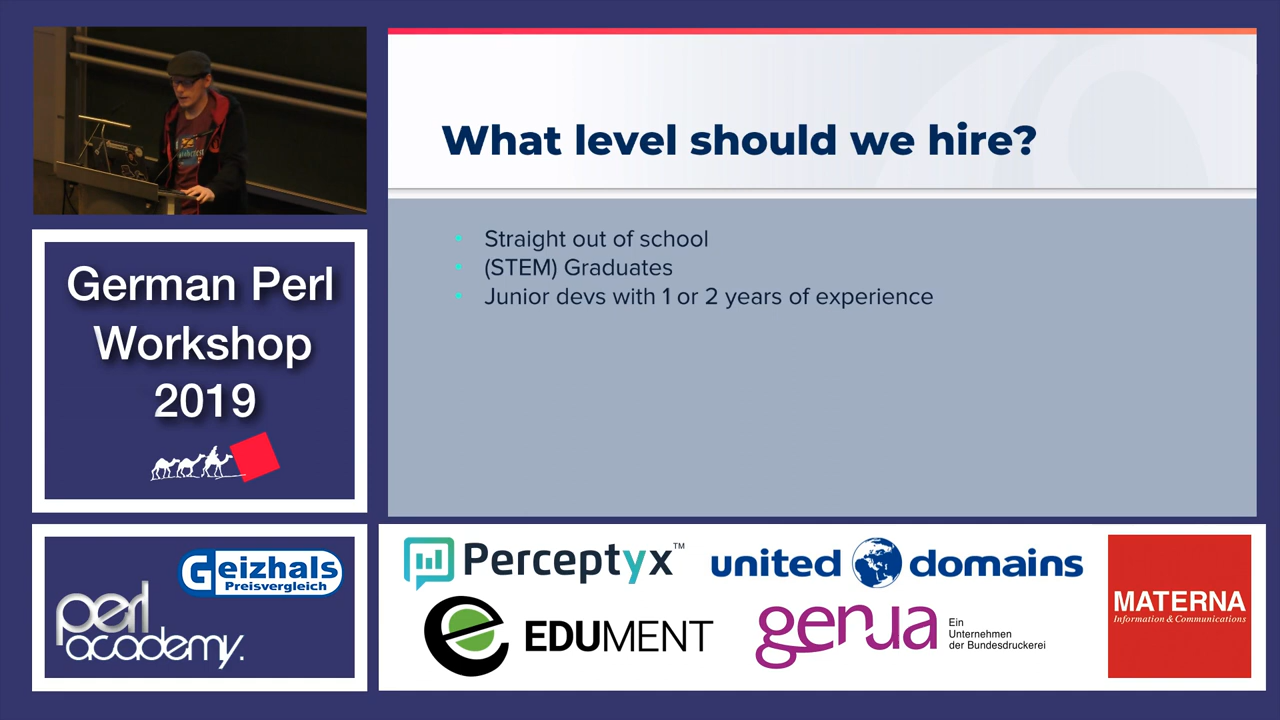 What level should we hire?
• Straight out of school
• (STEM) Graduates
• Junior devs with 1 or 2 years of experience
German Perl
Workshop
2019
Geizhals
Preisvergleich
perl
academy.
Perceptyx™
united domains
EDUMENT
genua
Ein
Unternehmen
der Bundesdruckerei
MATERNA
Information & Communications